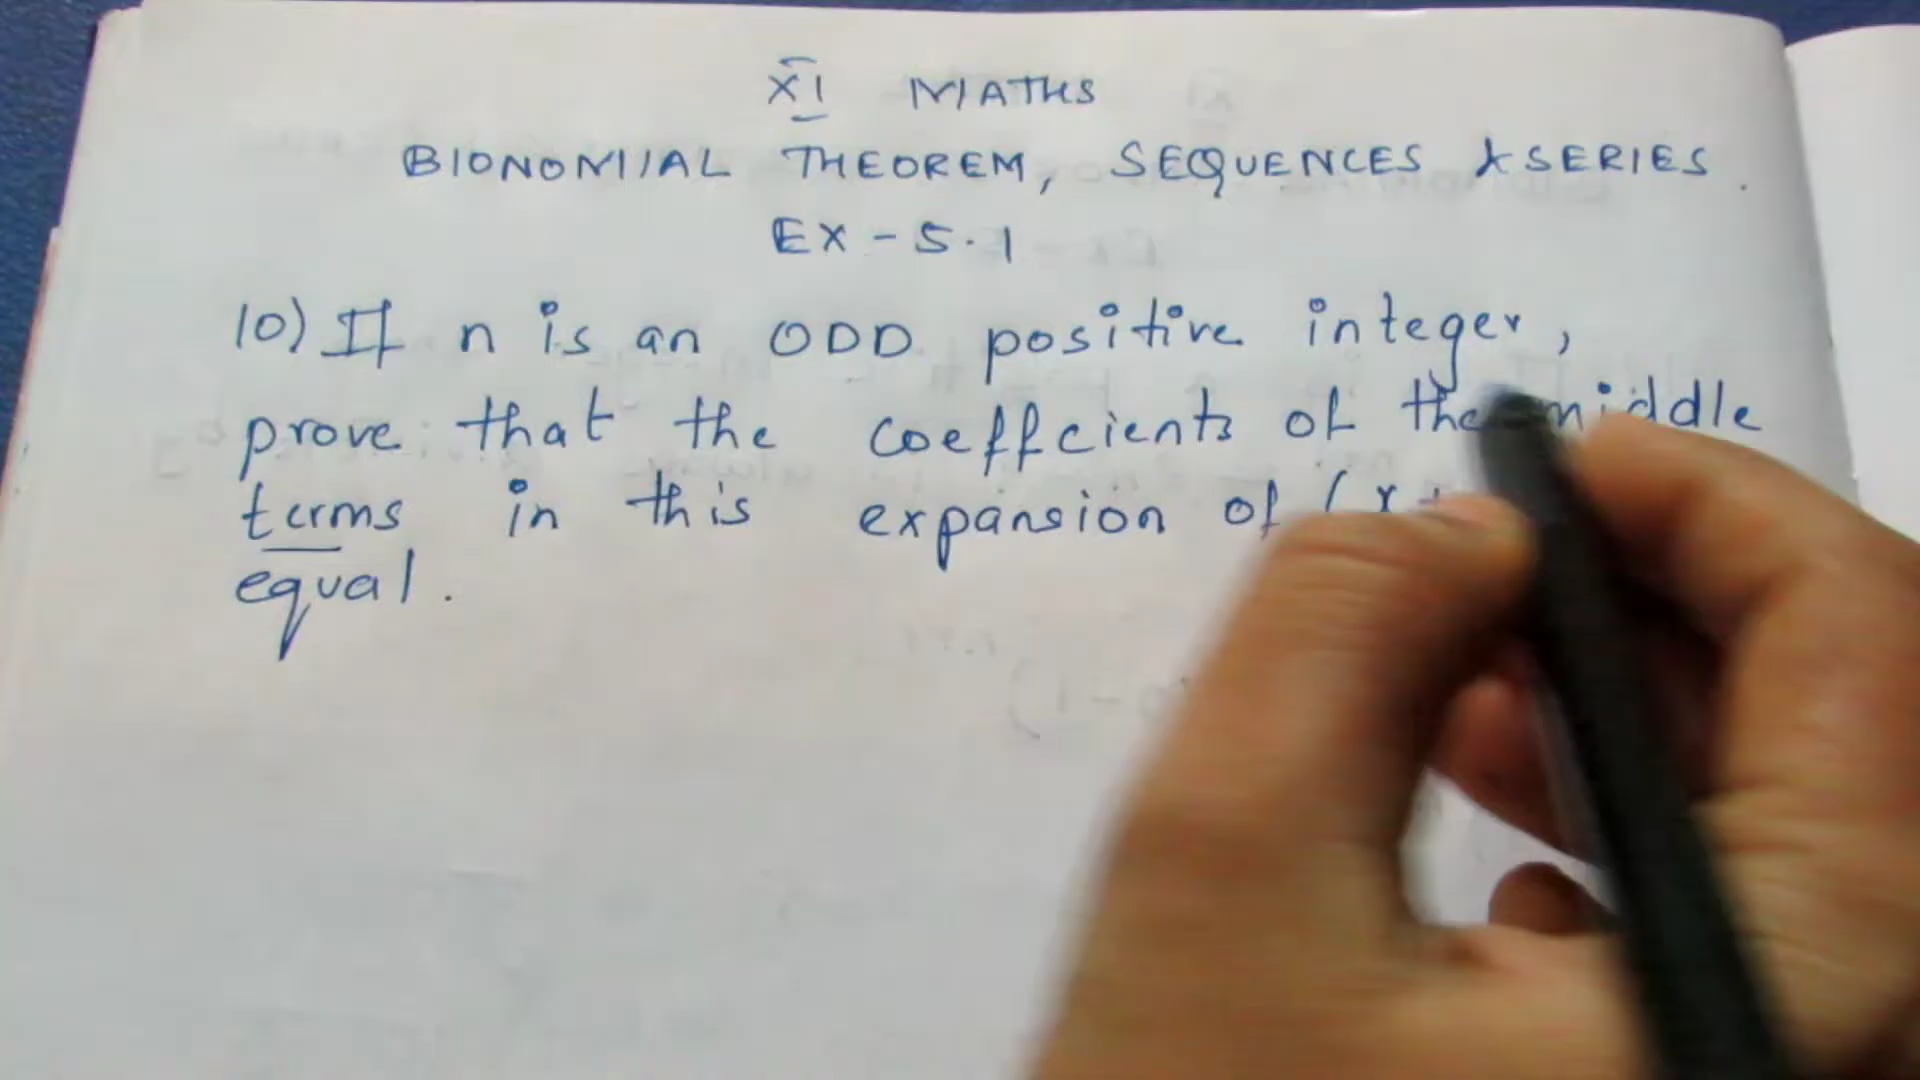 XI MATHS
BIONOMIAL THEOREM, SEQUENCES & SERIES.
EX - 5.1
10) If n is an ODD positive integer,
prove that the coeffcients of the middle
terms in this expansion of (x +
equal.